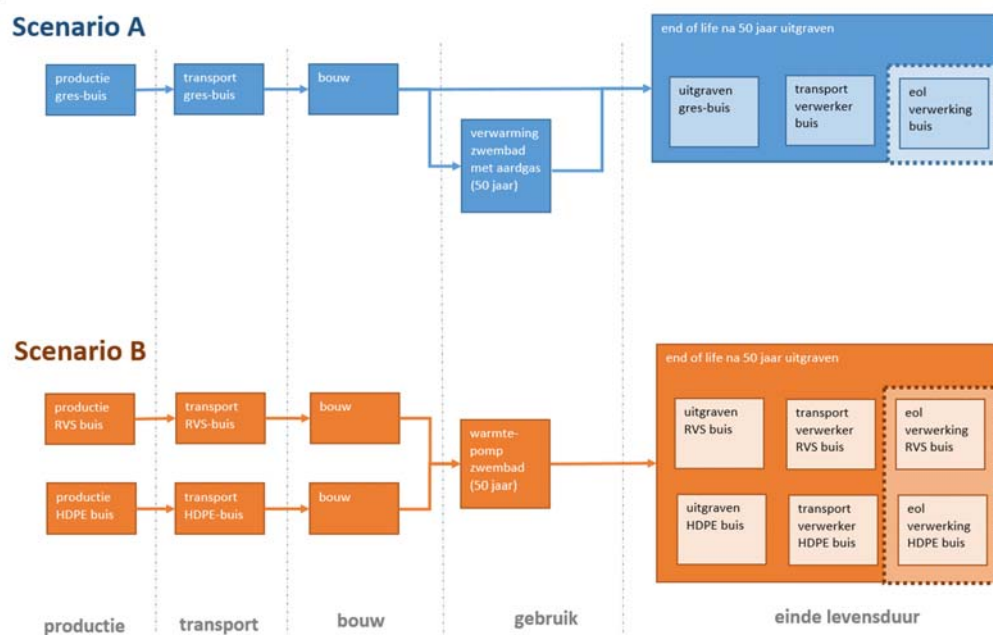 Scenario A
productie
gres-buis
transport
gres-buis
bouw
verwarming
zwembad
met aardgas
(50 jaar)
end of life na 50 jaar uitgraven
uitgraven
gres-buis
transport
verwerker
buis
eol
verwerking
buis
Scenario B
productie
RVS buis
transport
RVS-buis
bouw
productie
HDPE buis
transport
HDPE-buis
bouw
warmte-
pomp
zwembad
(50 jaar)
end of life na 50 jaar uitgraven
uitgraven
RVS buis
transport
verwerker
RVS buis
eol
verwerking
RVS buis
uitgraven
HDPE buis
transport
verwerker
HDPE buis
eol
verwerking
HDPE buis
productie
transport
bouw
gebruik
einde levensduur